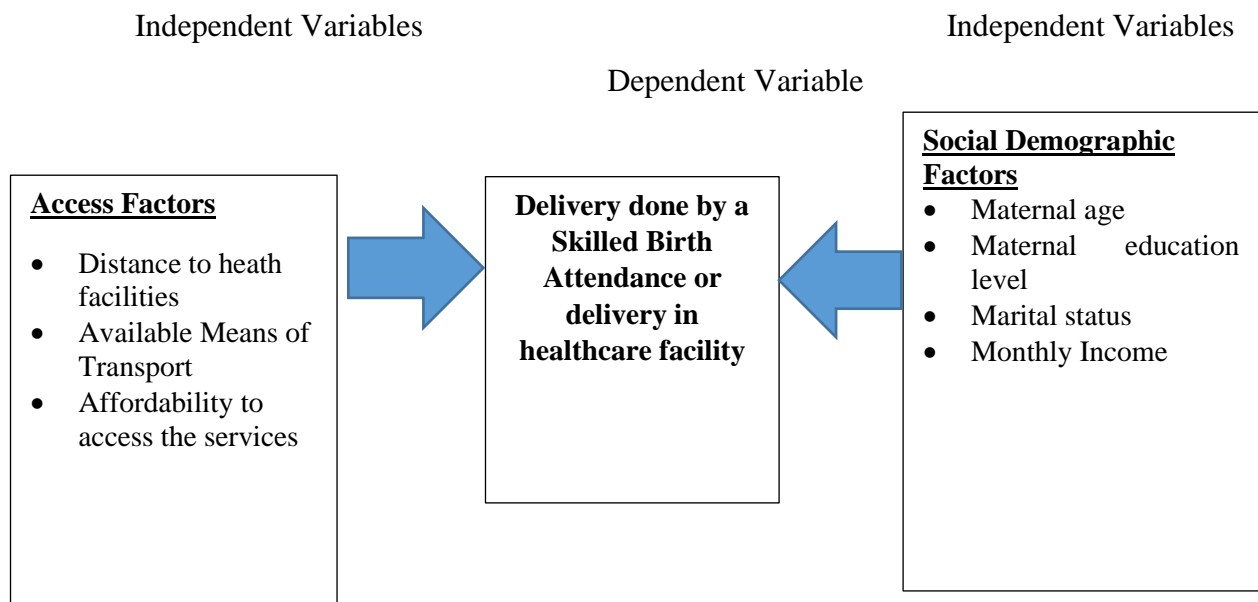 Independent Variables
Independent Variables
Dependent Variable
Access Factors
• Distance to heath
facilities
• Available Means of
Transport
• Affordability to
access the services
Delivery done by a
Skilled Birth
Attendance or
delivery in
healthcare facility
Social Demographic
Factors
• Maternal age
• Maternal education
level
• Marital status
• Monthly Income